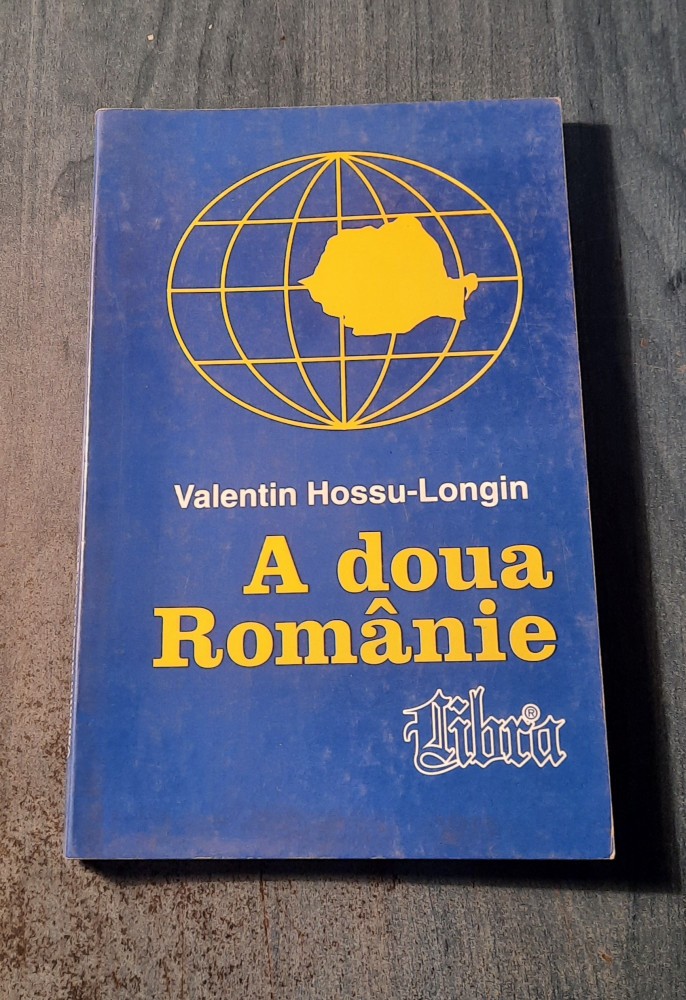 Valentin Hossu-Longin
A doua
Românie
Libra®